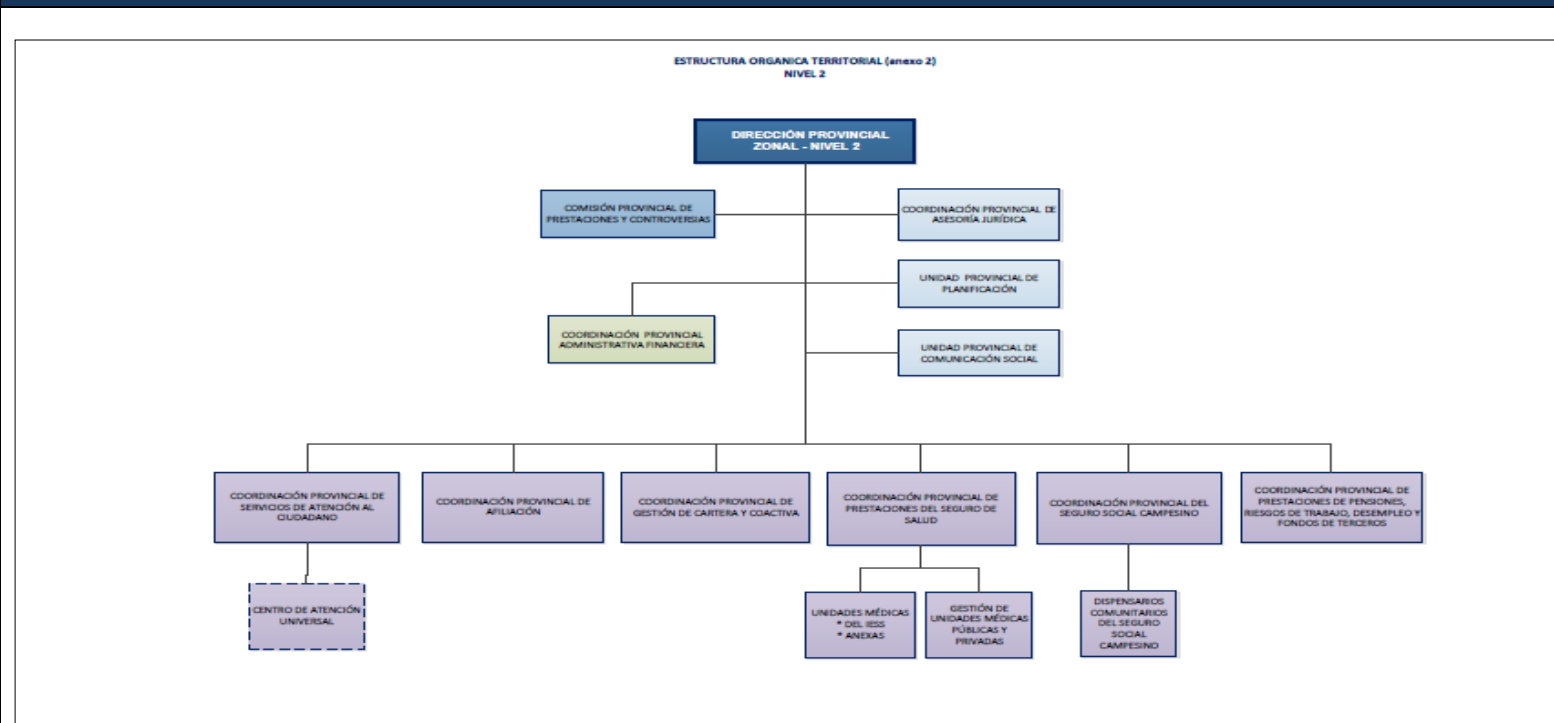 ESTRUCTURA ORGANICA TERRITORIAL (anexo 2)
NIVEL 2
DIRECCIÓN PROVINCIAL
ZONAL - NIVEL 2
COMISIÓN PROVINCIAL DE
PRESTACIONES Y CONTROVERSIAS
COORDINACIÓN PROVINCIAL DE
ASESORÍA JURÍDICA
UNIDAD PROVINCIAL DE
PLANIFICACIÓN
COORDINACIÓN PROVINCIAL
ADMINISTRATIVA FINANCIERA
UNIDAD PROVINCIAL DE
COMUNICACIÓN SOCIAL
COORDINACIÓN PROVINCIAL DE
SERVICIOS DE ATENCIÓN AL
CIUDADANO
COORDINACIÓN PROVINCIAL DE
AFILIACIÓN
COORDINACIÓN PROVINCIAL DE
GESTIÓN DE CARTERA Y COACTIVA
COORDINACIÓN PROVINCIAL DE
PRESTACIONES DEL SEGURO DE
SALUD
COORDINACIÓN PROVINCIAL DEL
SEGURO SOCIAL CAMPESINO
COORDINACIÓN PROVINCIAL DE
PRESTACIONES DE PENSIONES,
RIESGOS DE TRABAJO, DESEMPLEO Y
FONDOS DE TERCEROS
CENTRO DE ATENCIÓN
UNIVERSAL
UNIDADES MÉDICAS
* DEL IESS
* ANEXAS
GESTIÓN DE
UNIDADES MÉDICAS
PÚBLICAS Y
PRIVADAS
DISPENSARIOS
COMUNITARIOS
DEL SEGURO
SOCIAL
CAMPESINO